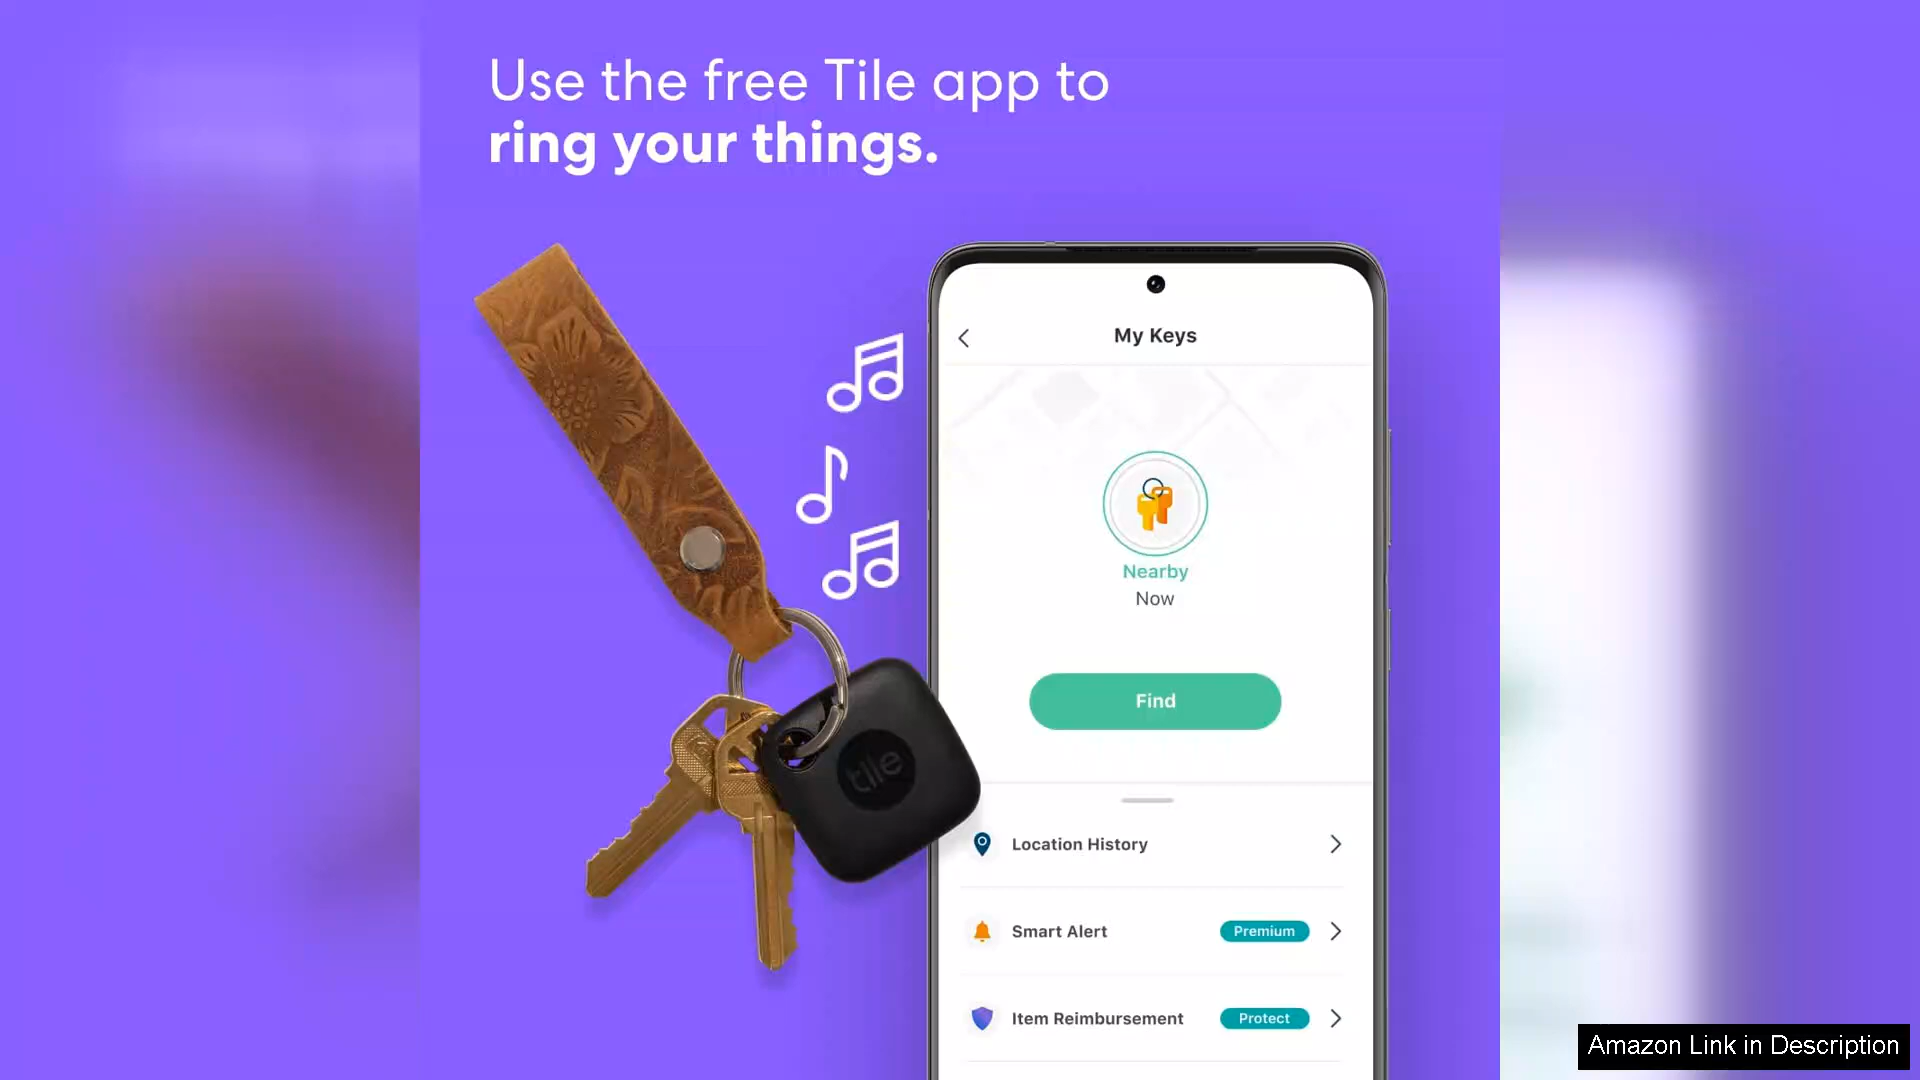 Use the free Tile app to
ring your things.
My Keys
Nearby
Now
Find
tile
Location History
Smart Alert Premium
Item Reimbursement Protect
Amazon Link in Description